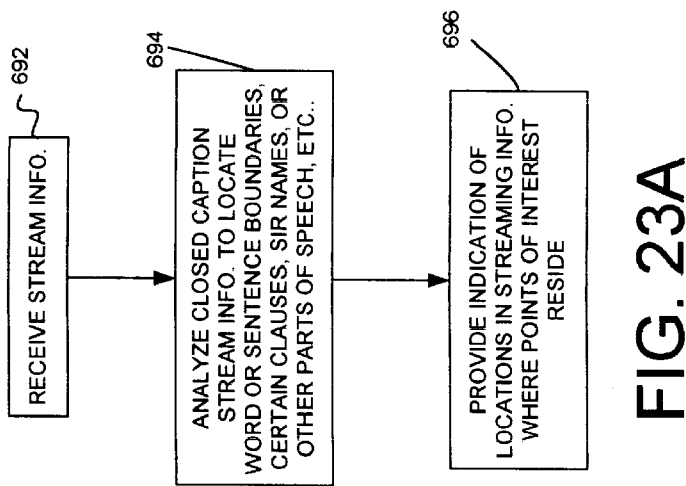 692
RECEIVE STREAM INFO.
694
ANALYZE CLOSED CAPTION
STREAM INFO. TO LOCATE
WORD OR SENTENCE BOUNDARIES,
CERTAIN CLAUSES, SIR NAMES, OR
OTHER PARTS OF SPEECH, ETC..
696
PROVIDE INDICATION OF
LOCATIONS IN STREAMING INFO.
WHERE POINTS OF INTEREST
RESIDE
FIG. 23A